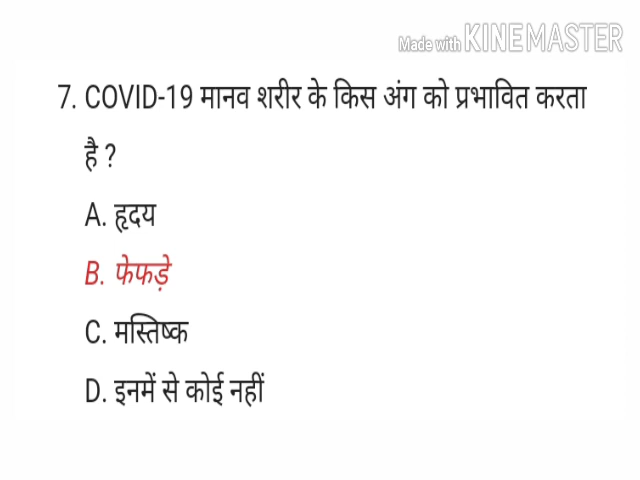 Made with KINEMASTER
7. COVID-19 मानव शरीर के किस अंग को प्रभावित करता
है ?
A. हृदय
B. फेफड़े
C. मस्तिष्क
D. इनमें से कोई नहीं